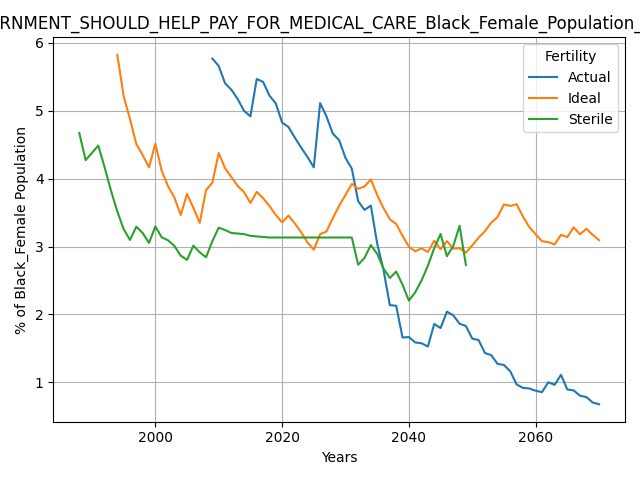 RNMENT_SHOULD_HELP_PAY_FOR_MEDICAL_CARE_Black_Female_Population_
Fertility
Actual
Ideal
Sterile
% of Black_Female Population
6
5
4
3
2
1
2000 2020 2040 2060
Years